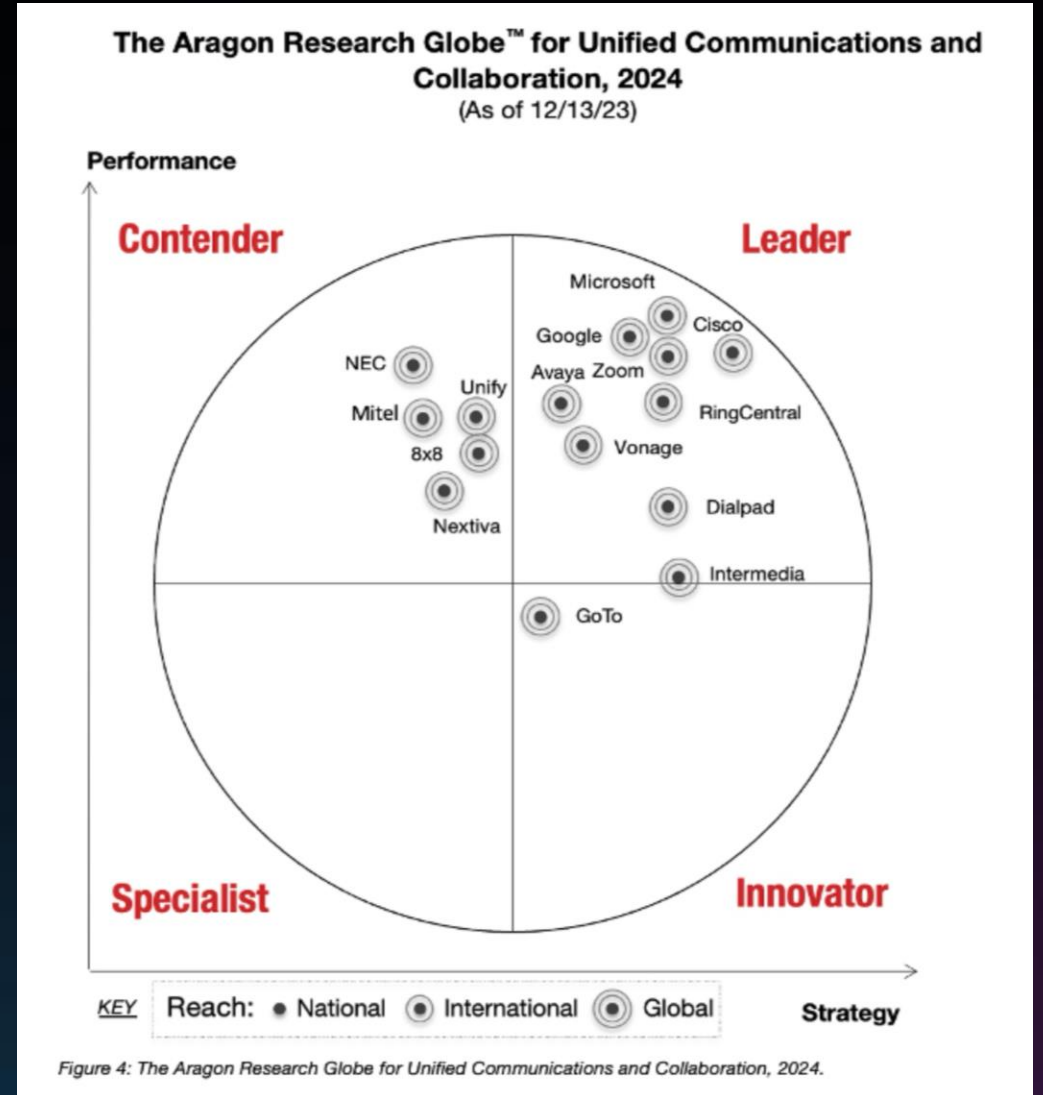 The Aragon Research Globe™ for Unified Communications and
Collaboration, 2024
(As of 12/13/23)
Performance
Contender
Leader
Microsoft
Cisco
Google
NEC
Avaya Zoom
Unify
Mitel
RingCentral
8x8
Vonage
Dialpad
Nextiva
Intermedia
GoTo
Specialist
Innovator
KEY Reach: National International Global
Strategy
Figure 4: The Aragon Research Globe for Unified Communications and Collaboration, 2024.